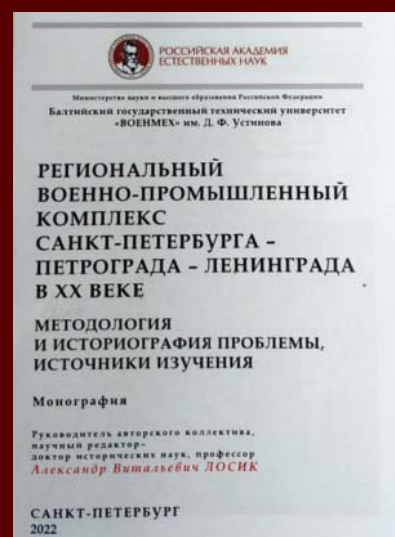 РОССИЙСКАЯ АКАДЕМИЯ
ЕСТЕСТВЕННЫХ НАУК
Министерство науки и высшего образования Российской Федерации
Балтийский государственный технический университет
«ВОЕНМЕХ» им. Д. Ф. Устинова
РЕГИОНАЛЬНЫЙ
ВОЕННО-ПРОМЫШЛЕННЫЙ
КОМПЛЕКС
САНКТ-ПЕТЕРБУРГА –
ПЕТРОГРАДА – ЛЕНИНГРАДА
В XX ВЕКЕ
МЕТОДОЛОГИЯ
И ИСТОРИОГРАФИЯ ПРОБЛЕМЫ,
ИСТОЧНИКИ ИЗУЧЕНИЯ
Монография
Руководитель авторского коллектива,
научный редактор –
доктор исторических наук, профессор
Александр Витальевич ЛОСИК
САНКТ-ПЕТЕРБУРГ
2022